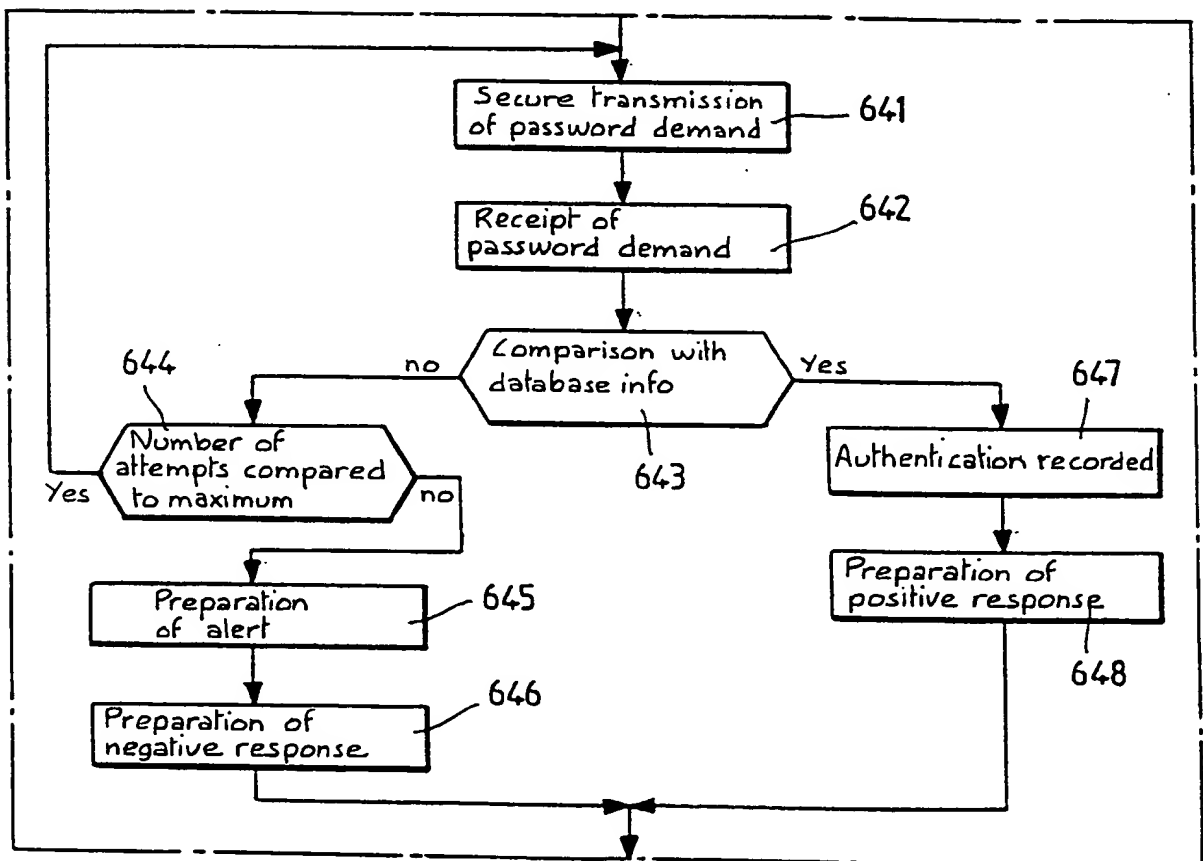 Secure transmission
of password demand
641
Receipt of
password demand
642
Comparison with
database info
643
no
Yes
644
Number of
attempts compared
to maximum
Yes
no
647
Authentication recorded
Preparation
of alert
645
Preparation of
positive response
648
Preparation of
negative response
646